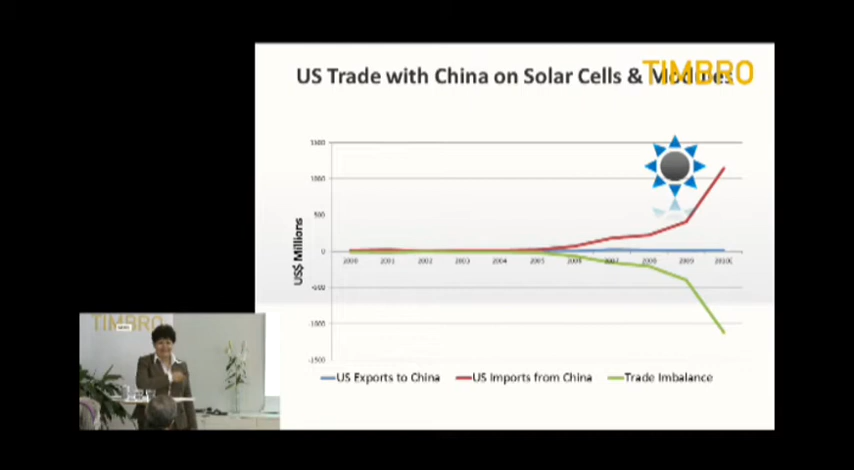 TIMBRO
US Trade with China on Solar Cells & Modules
US$ Millions
1500
1000
500
0
-500
-1000
-1500
2000 2001 2002 2003 2004 2005 2006 2007 2008 2009
US Exports to China US Imports from China Trade Imbalance
TIMBRO